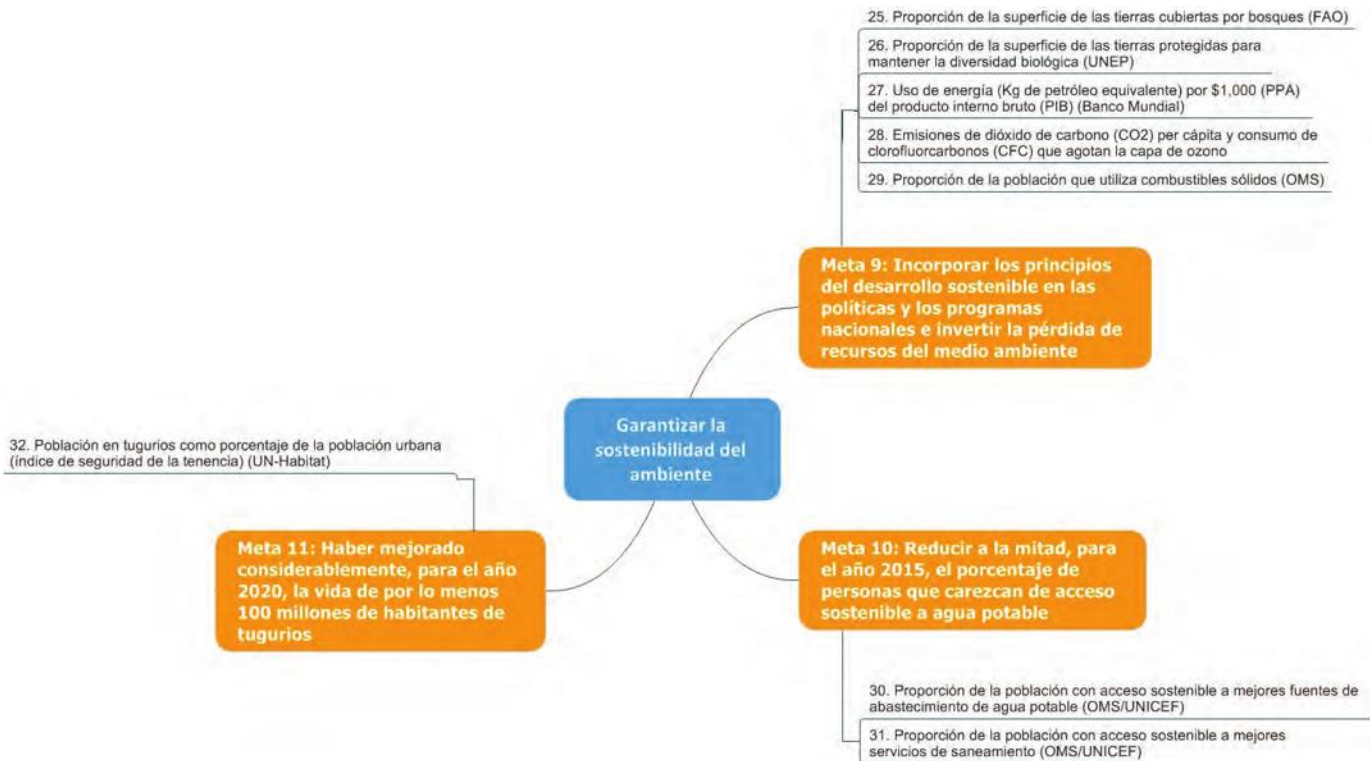 25. Proporción de la superficie de las tierras cubiertas por bosques (FAO)
26. Proporción de la superficie de las tierras protegidas para
mantener la diversidad biológica (UNEP)
27. Uso de energía (Kg de petróleo equivalente) por $1,000 (PPA)
del producto interno bruto (PIB) (Banco Mundial)
28. Emisiones de dióxido de carbono (CO2) per cápita y consumo de
clorofluorcarbonos (CFC) que agotan la capa de ozono
29. Proporción de la población que utiliza combustibles sólidos (OMS)
Meta 9: Incorporar los principios
del desarrollo sostenible en las
políticas y los programas
nacionales e invertir la pérdida de
recursos del medio ambiente
Garantizar la
sostenibilidad del
ambiente
32. Población en tugurios como porcentaje de la población urbana
(índice de seguridad de la tenencia) (UN-Habitat)
Meta 11: Haber mejorado
considerablemente, para el año
2020, la vida de por lo menos
100 millones de habitantes de
tugurios
Meta 10: Reducir a la mitad, para
el año 2015, el porcentaje de
personas que carezcan de acceso
sostenible a agua potable
30. Proporción de la población con acceso sostenible a mejores fuentes de
abastecimiento de agua potable (OMS/UNICEF)
31. Proporción de la población con acceso sostenible a mejores
servicios de saneamiento (OMS/UNICEF)